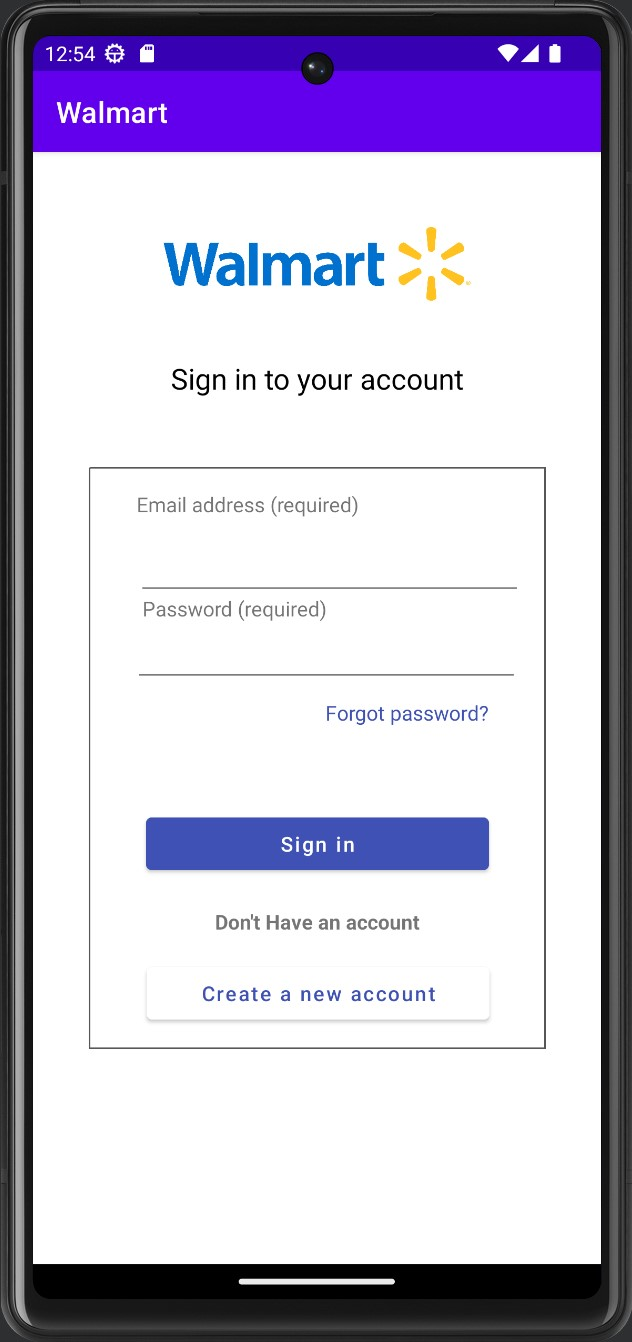 12:54
Walmart
Walmart
Sign in to your account
Email address (required)
Password (required)
Forgot password?
Sign in
Don't Have an account
Create a new account